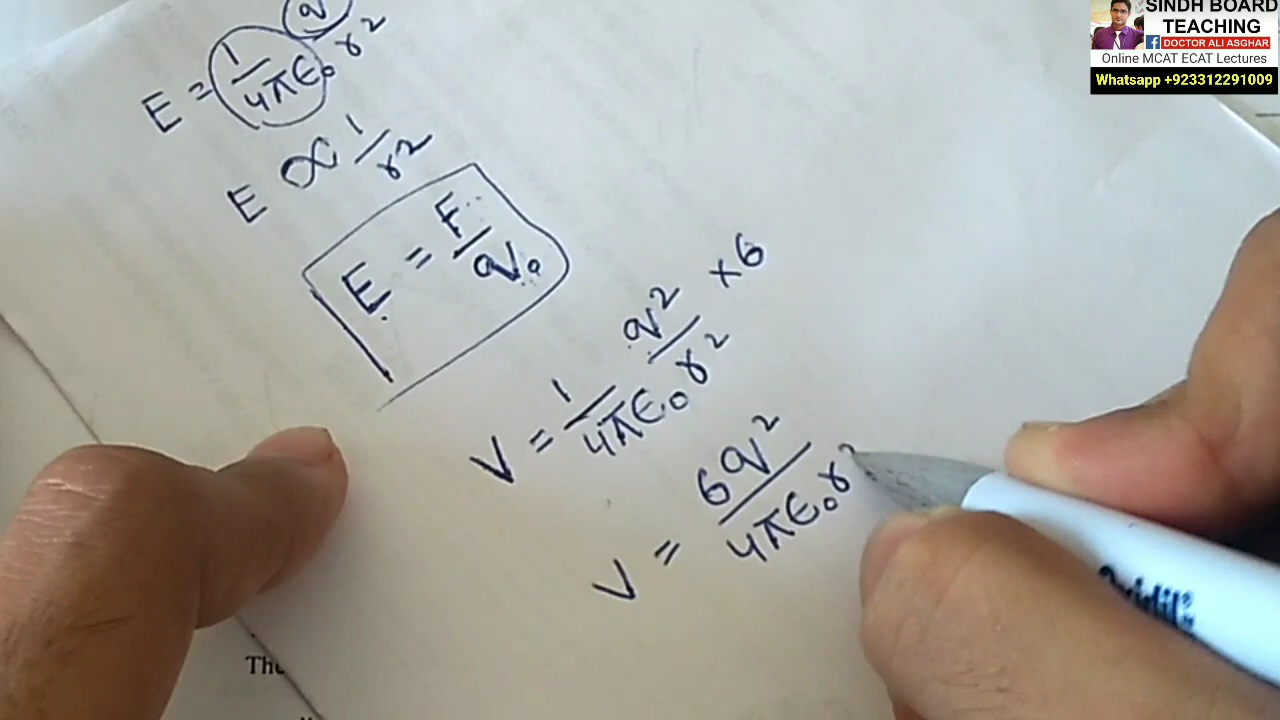 SINDH BOARD
TEACHING
f DOCTOR ALI ASGHAR
Online MCAT ECAT Lectures
Whatsapp +923312291009
E = 1/4πε₀ q/r²
E ∝ 1/r²
E = F/q₀
V = 1/4πε₀ q²/r² ×6
V = 6q²/4πε₀r²